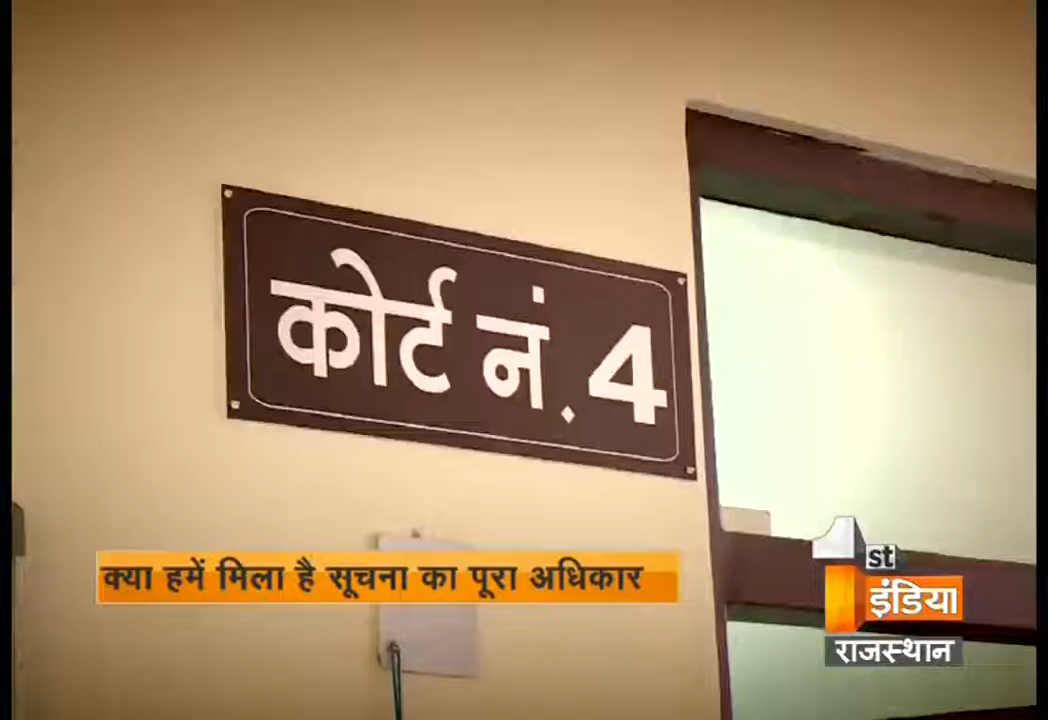 कोर्ट नं. 4
क्या हमें मिला है सूचना का पूरा अधिकार
1st
इंडिया
राजस्थान